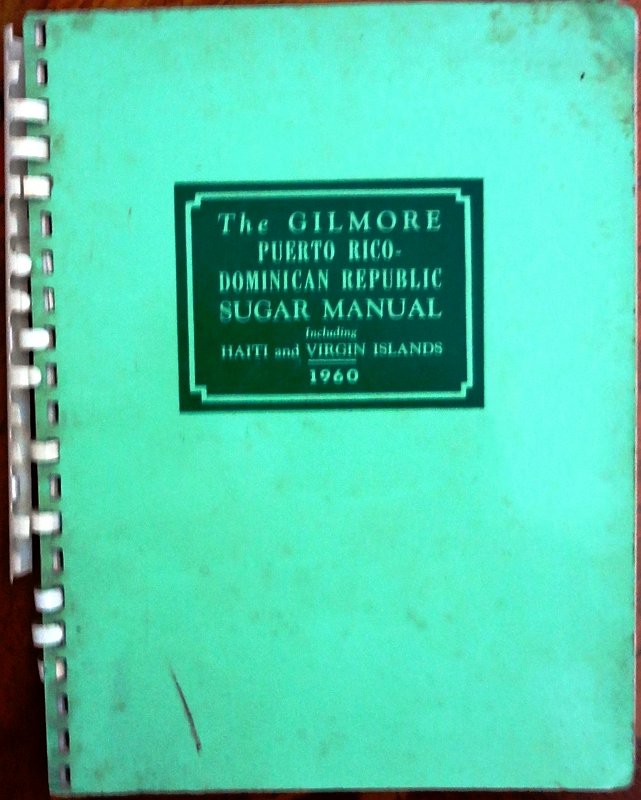 The GILMORE
PUERTO RICO-
DOMINICAN REPUBLIC
SUGAR MANUAL
Including
HAITI and VIRGIN ISLANDS
1960